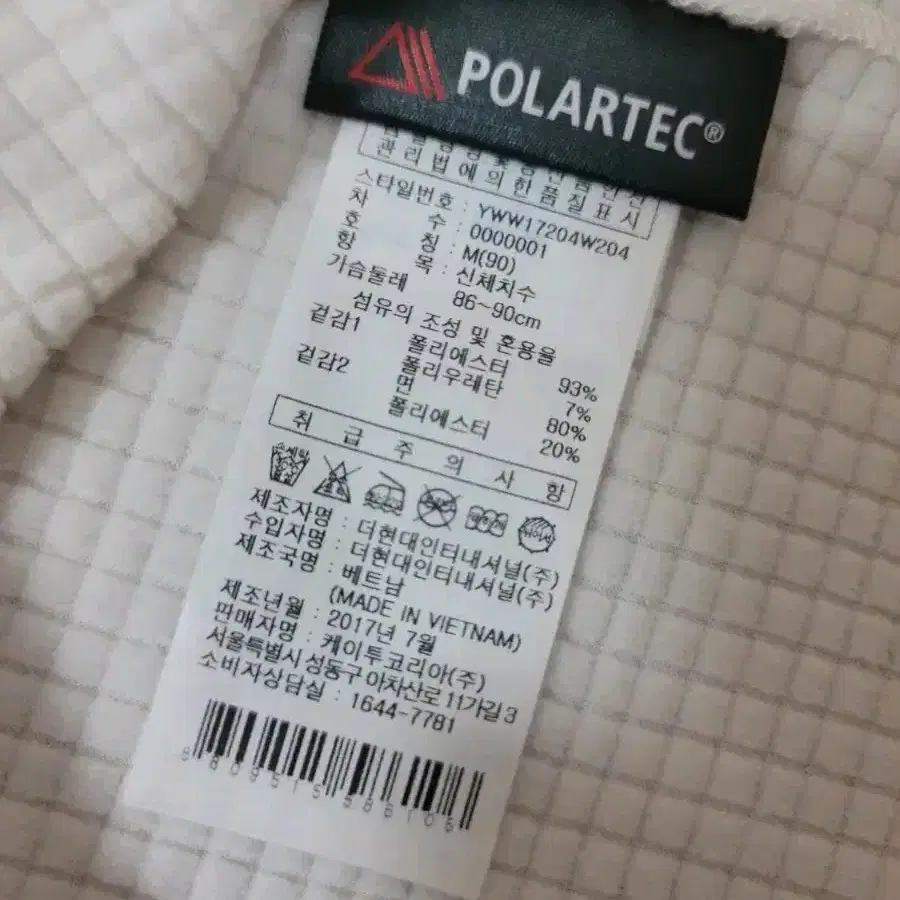 POLARTEC®
관리법에의한품질표시
스타일번호 : YWW17204W204
차 수 : 0000001
호 칭 : M(90)
항 목 : 신체치수
가슴둘레 86~90cm
섬유의 조성 및 혼용율
겉감1 폴리에스터 93%
폴리우레탄 7%
겉감2 면 80%
폴리에스터 20%
취 급 주 의 사 항
손세탁
제조자명 : 더현대인터내셔널(주)
수입자명 : 더현대인터내셔널(주)
제조국명 : 베트남
(MADE IN VIETNAM)
제조년월 : 2017년 7월
판매자명 : 케이투코리아(주)
서울특별시 성동구 아차산로 11가길 3
소비자상담실 : 1644-7781